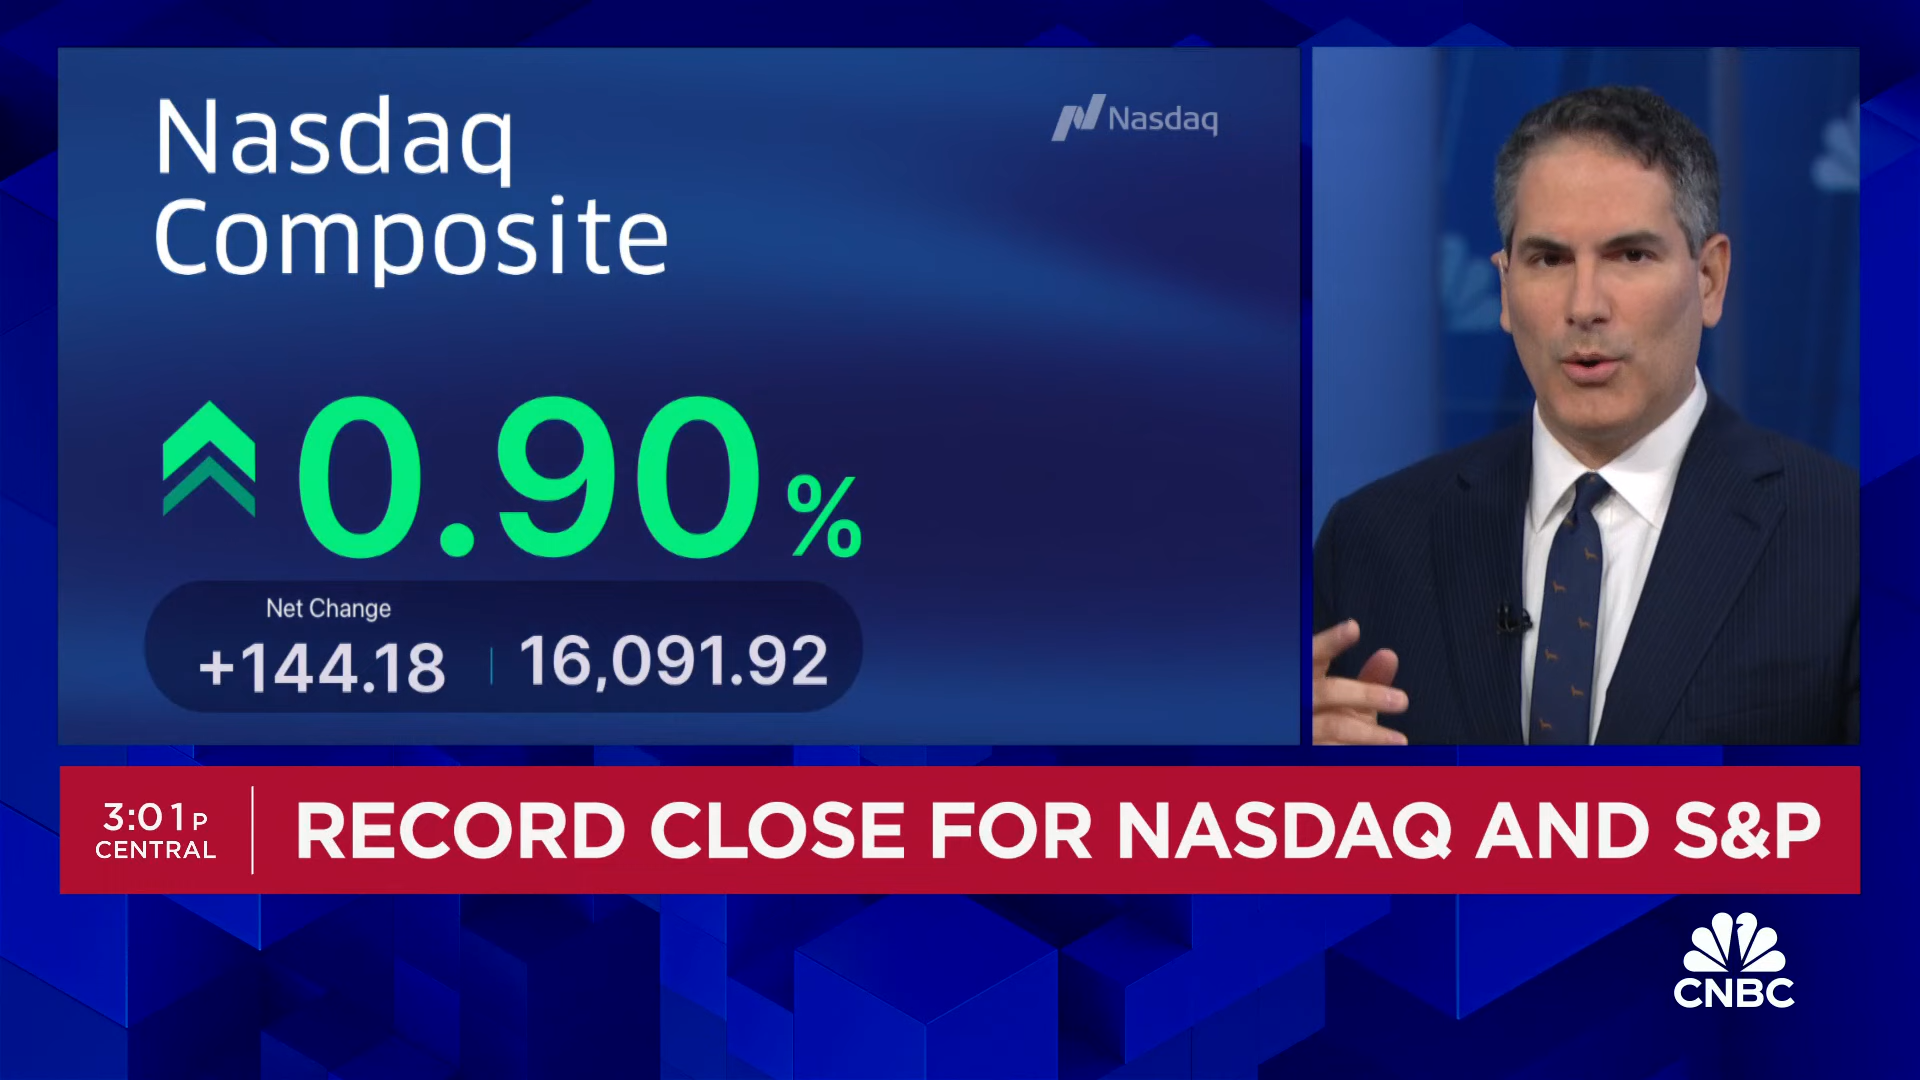 Nasdaq
Composite
Nasdaq
0.90%
Net Change
+144.18 | 16,091.92
3:01P
CENTRAL
RECORD CLOSE FOR NASDAQ AND S&P
CNBC